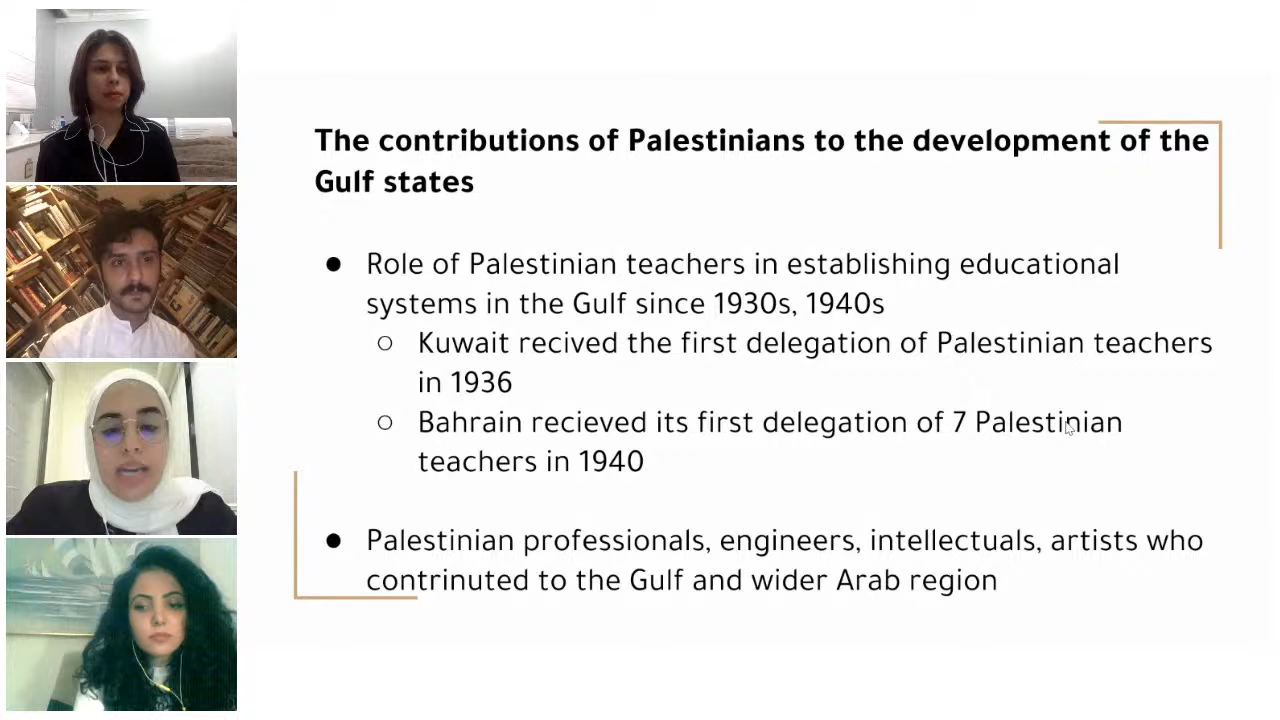 The contributions of Palestinians to the development of the
Gulf states
● Role of Palestinian teachers in establishing educational
systems in the Gulf since 1930s, 1940s
○ Kuwait recived the first delegation of Palestinian teachers
in 1936
○ Bahrain recieved its first delegation of 7 Palestinian
teachers in 1940
● Palestinian professionals, engineers, intellectuals, artists who
contrinuted to the Gulf and wider Arab region